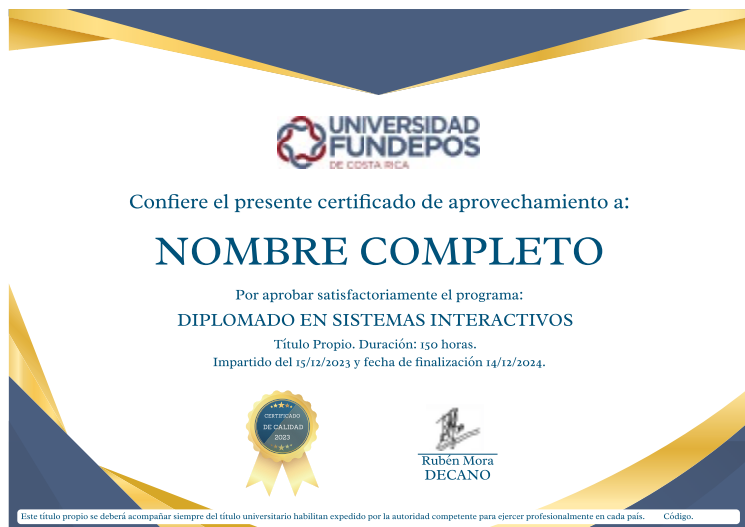 UNIVERSIDAD
FUNDEPOS
DE COSTA RICA
Confiere el presente certificado de aprovechamiento a:
NOMBRE COMPLETO
Por aprobar satisfactoriamente el programa:
DIPLOMADO EN SISTEMAS INTERACTIVOS
Título Propio. Duración: 150 horas.
Impartido del 15/12/2023 y fecha de finalización 14/12/2024.
CERTIFICADO
DE CALIDAD
2023
Rubén Mora
DECANO
Este título propio se deberá acompañar siempre del título universitario habilitan expedido por la autoridad competente para ejercer profesionalmente en cada país. Código.